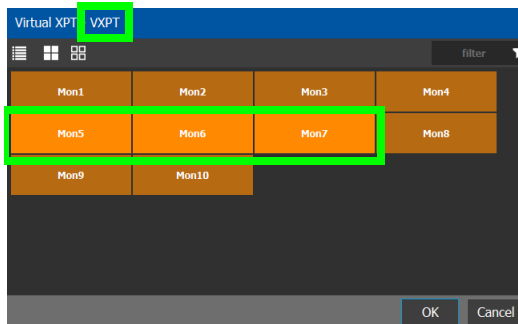 Virtual XPT VXPT
filter
Mon1 Mon2 Mon3 Mon4
Mon5 Mon6 Mon7 Mon8
Mon9 Mon10
OK Cancel